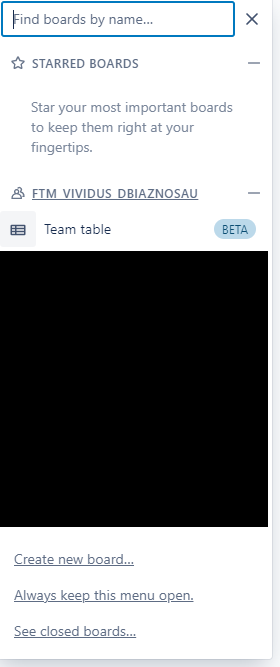 Find boards by name...
STARRED BOARDS
Star your most important boards
to keep them right at your
fingertips.
FTM_VIVIDUS_DBIAZNOSAU
Team table BETA
Create new board...
Always keep this menu open.
See closed boards...